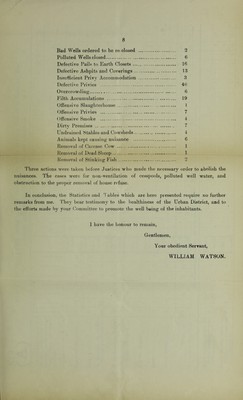 8
Bad Wells ordered to be re-closed ... 2
Polluted Wells closed ... 6
Defective Pails to Earth Closets ... 16
Defective Ashpits and Coverings ... 13
Insufficient Privy Accommodation ... 3
Defective Privies
Overcrowding ... 6
Filth Accumulations ... 19
Offensive Slaughterhouse ... 1
Offensive Privies ... 7
Offensive Smoke ... 4
Dirty Premises ... 7
Undrained Stables and Cowsheds ... 4
Animals kept causing nuisance ... 6
Removal of Carcase Cow ... 1
Removal of Dead Sheep ... 1
Removal of Stinking Fish ... 7
Three actions were taken before Justices who made the necessary order to abolish the
nuisances. The cases were for non-ventilation of cesspools, polluted well water, and
obstruction to the proper removal of house refuse.
In conclusion, the Statistics and Tables which are here presented require no further
remarks from me. They bear testimony to the healthiness of the Urban District, and to
the efforts made by your Committee to promote the well being of the inhabitants.
I have the honour to remain,
Gentlemen,
Your obedient Servant,
WILLIAM WATSON.